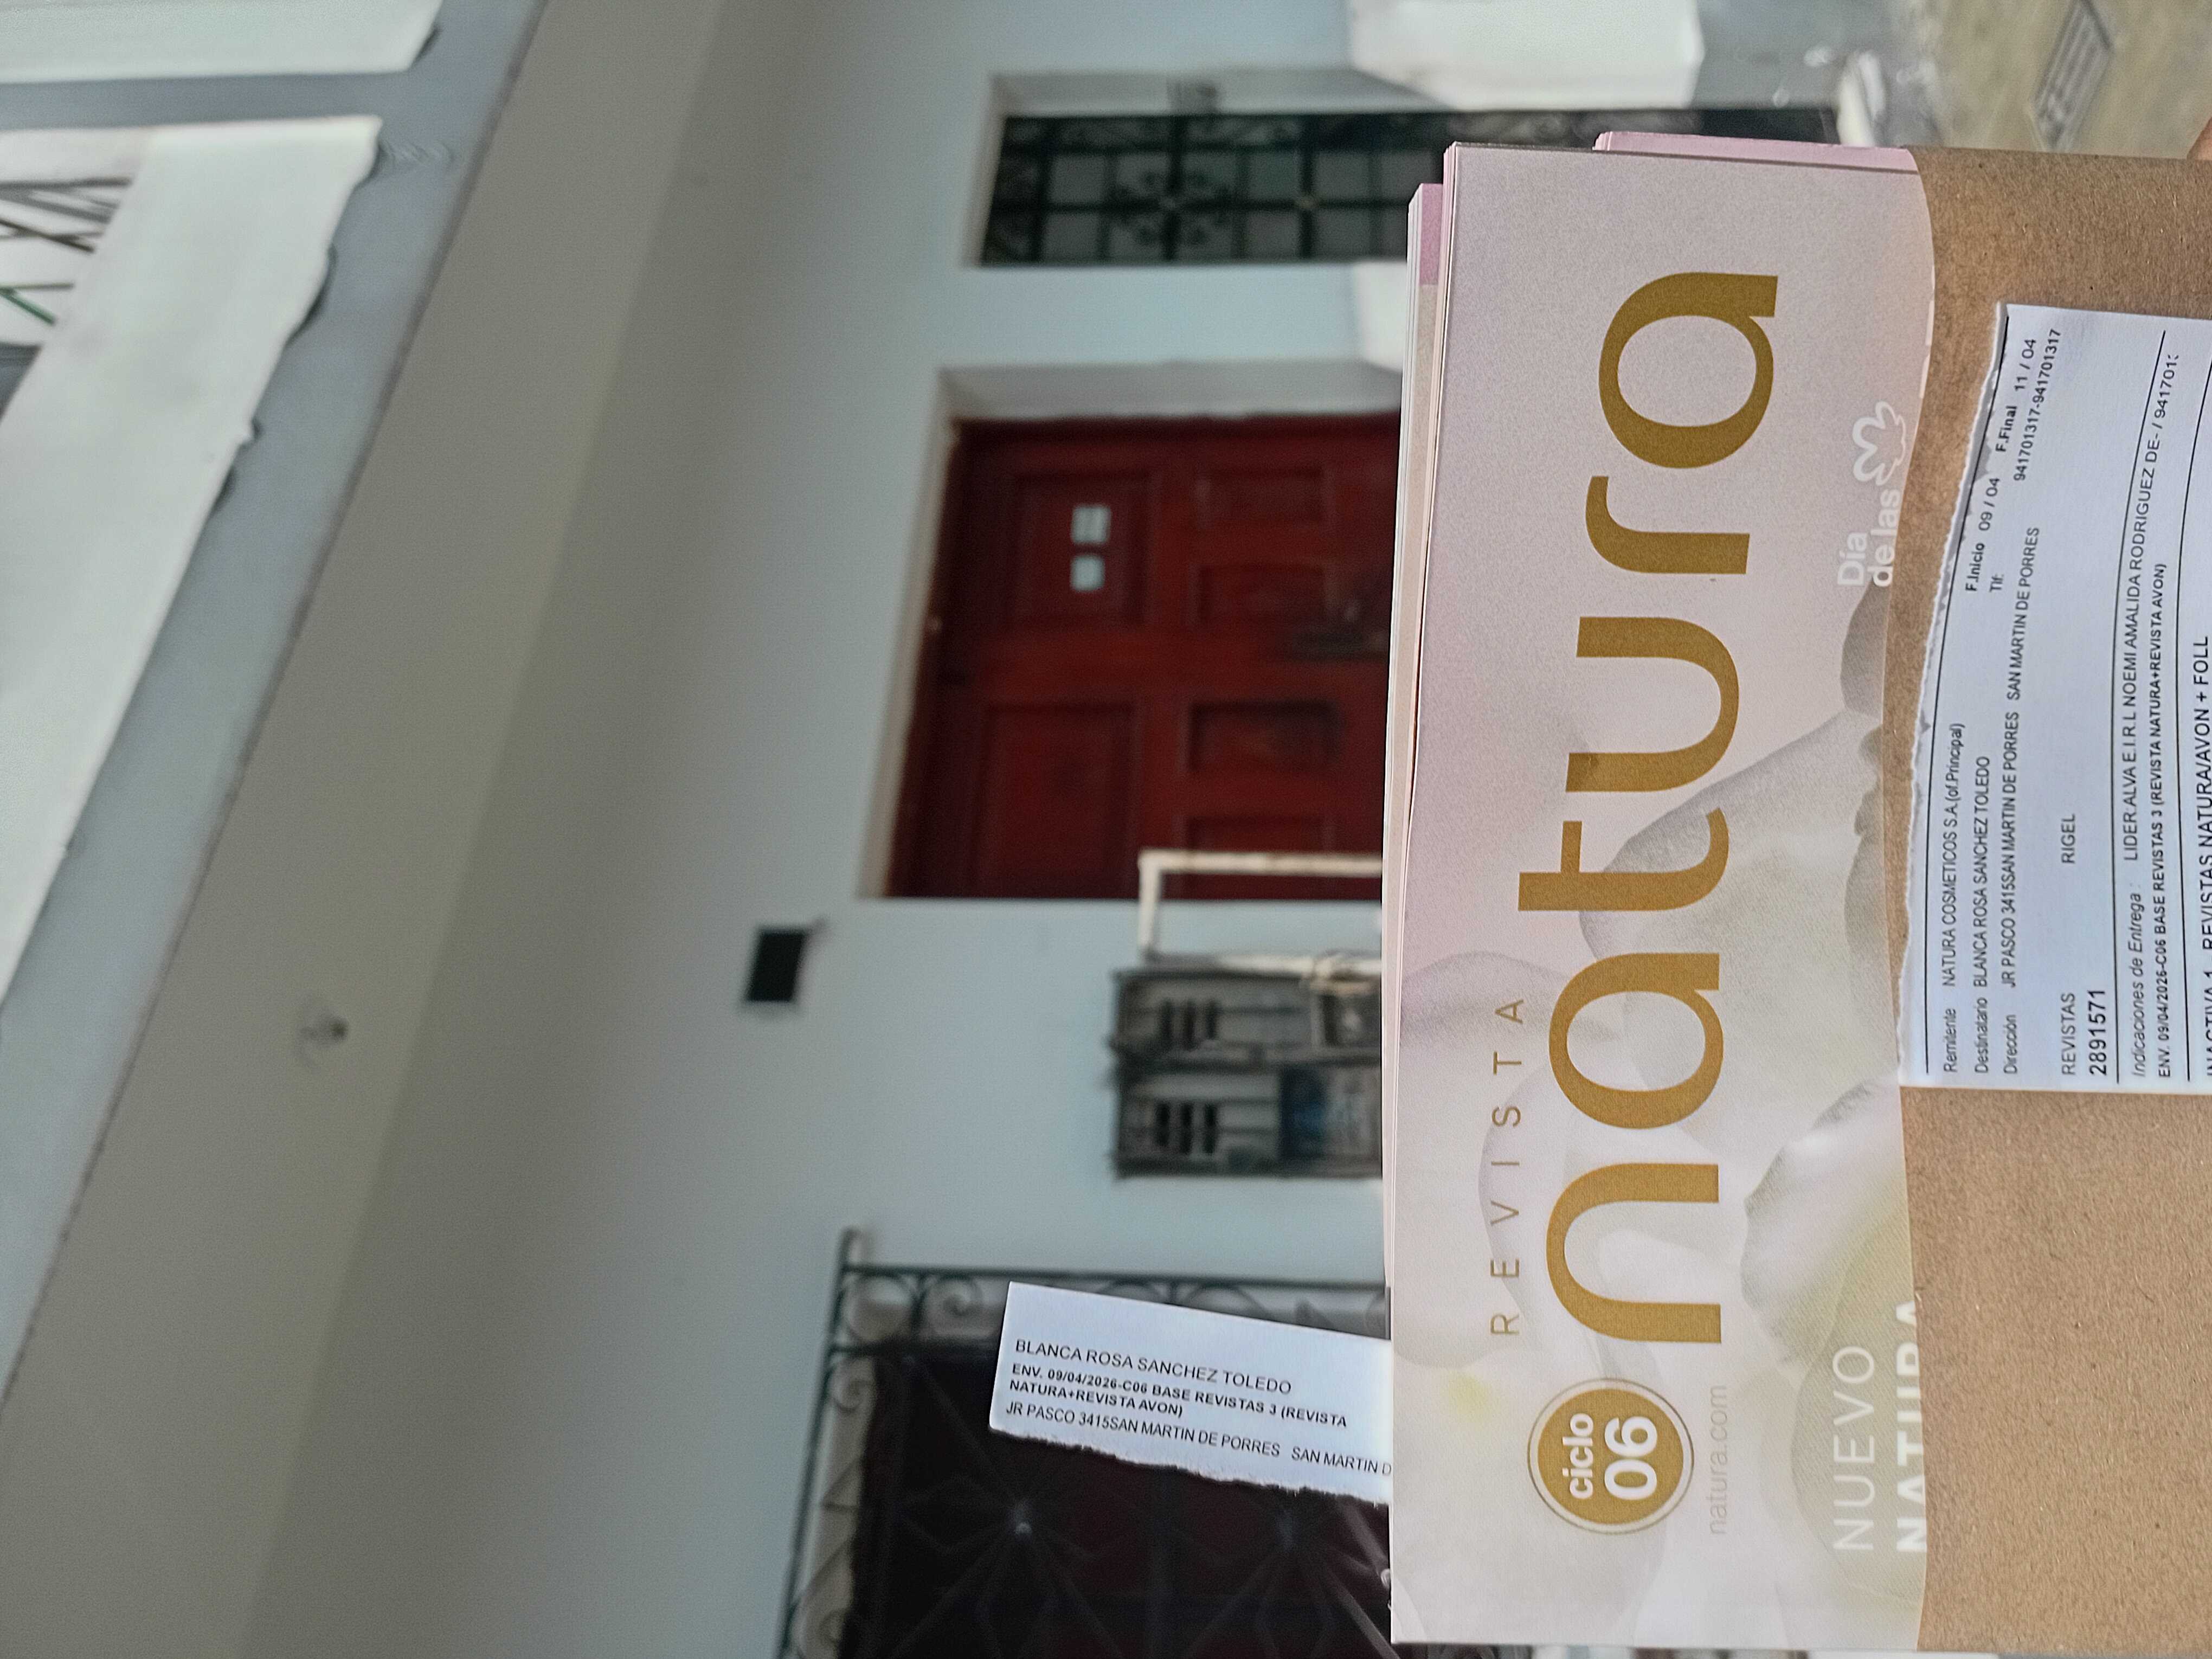 REVISTA
natura
ciclo
06
natura.com
Día
de las
NUEVO
NATURA
BLANCA ROSA SANCHEZ TOLEDO
ENV. 09/04/2026-C06 BASE REVISTAS 3 (REVISTA
NATURA+REVISTA AVON)
JR PASCO 3415SAN MARTIN DE PORRES SAN MARTIN D
F.Inicio 09 / 04 F.Final 11 / 04
Remitente NATURA COSMETICOS S.A.(of.Principal) Tlf: 941701317-941701317
Destinatario BLANCA ROSA SANCHEZ TOLEDO
Dirección JR PASCO 3415SAN MARTIN DE PORRES SAN MARTIN DE PORRES
REVISTAS RIGEL
2891571
Indicaciones de Entrega : LIDER:ALVA E.I.R.L NOEMI AMALIDA RODRIGUEZ DE- / 941701
ENV. 09/04/2026-C06 BASE REVISTAS 3 (REVISTA NATURA+REVISTA AVON)
INACTIVA 1 REVISTAS NATURA/AVON + FOLL